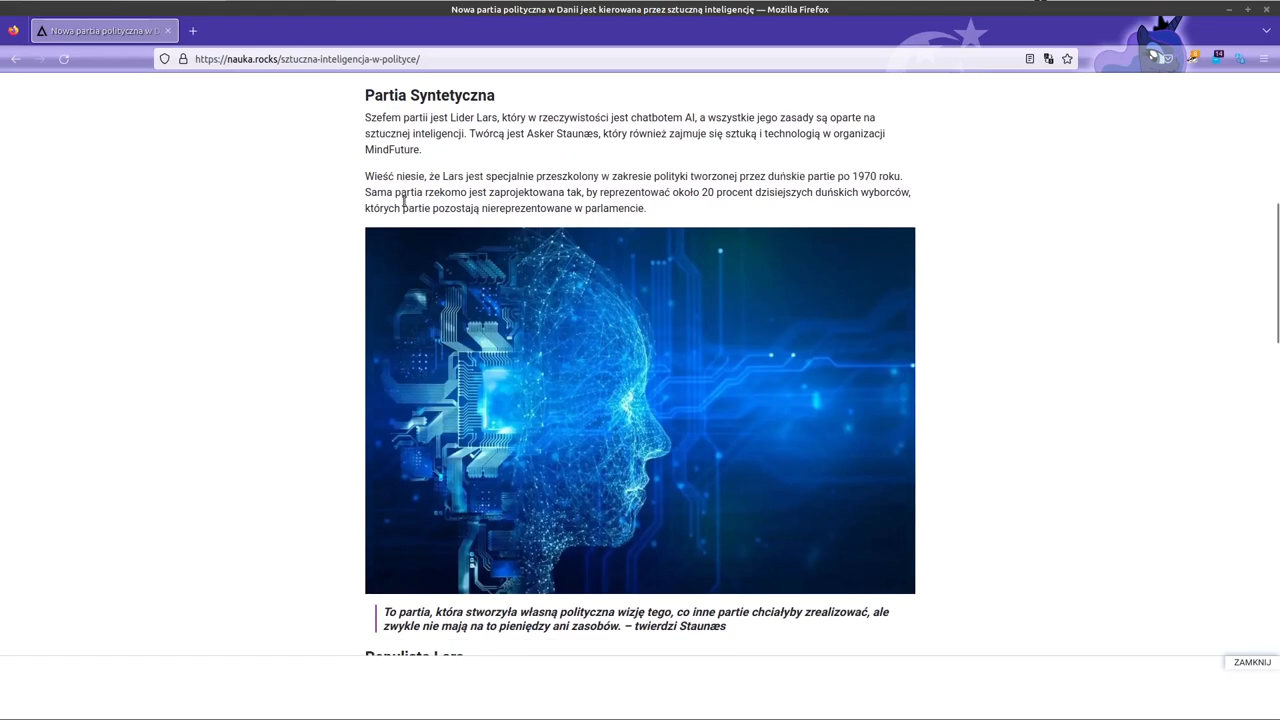 Nowa partia polityczna w Danii jest kierowana przez sztuczną inteligencję — Mozilla Firefox
Nowa partia polityczna w D
https://nauka.rocks/sztuczna-inteligencja-w-polityce/
14
Partia Syntetyczna
Szefem partii jest Lider Lars, który w rzeczywistości jest chatbotem AI, a wszystkie jego zasady są oparte na
sztucznej inteligencji. Twórcą jest Asker Staunæs, który również zajmuje się sztuką i technologią w organizacji
MindFuture.
Wieść niesie, że Lars jest specjalnie przeszkolony w zakresie polityki tworzonej przez duńskie partie po 1970 roku.
Sama partia rzekomo jest zaprojektowana tak, by reprezentować około 20 procent dzisiejszych duńskich wyborców,
których partie pozostają niereprezentowane w parlamencie.
To partia, która stworzyła własną polityczna wizję tego, co inne partie chciałyby zrealizować, ale
zwykle nie mają na to pieniędzy ani zasobów. – twierdzi Staunæs
Populista Lars
ZAMKNIJ